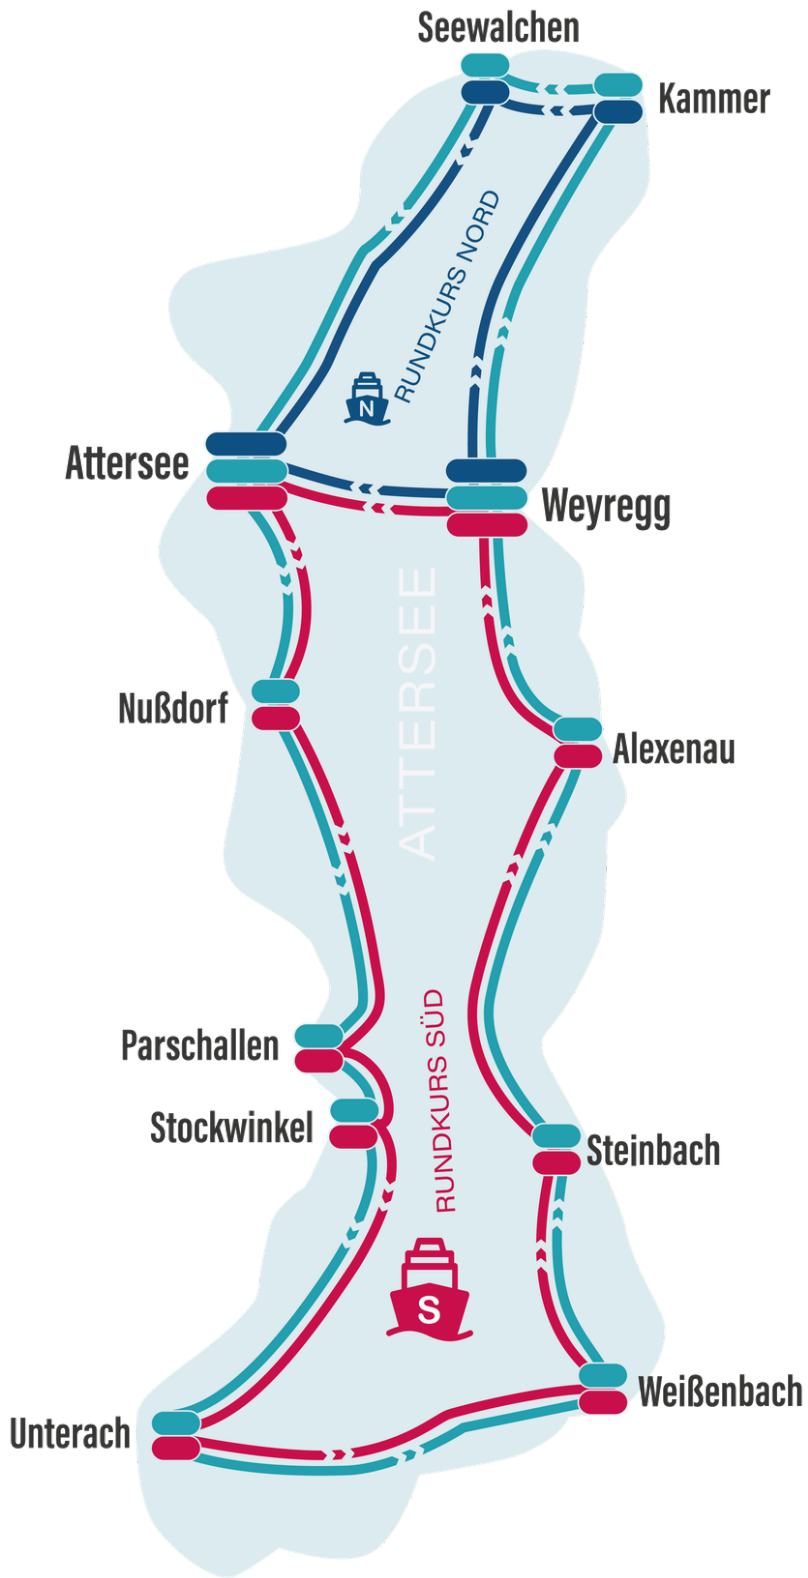 Seewalchen
Kammer
RUNDKURS NORD
N
Attersee
Weyregg
ATTERSEE
Nußdorf
Alexenau
RUNDKURS SÜD
Parschallen
Stockwinkel
Steinbach
S
Weißenbach
Unterach